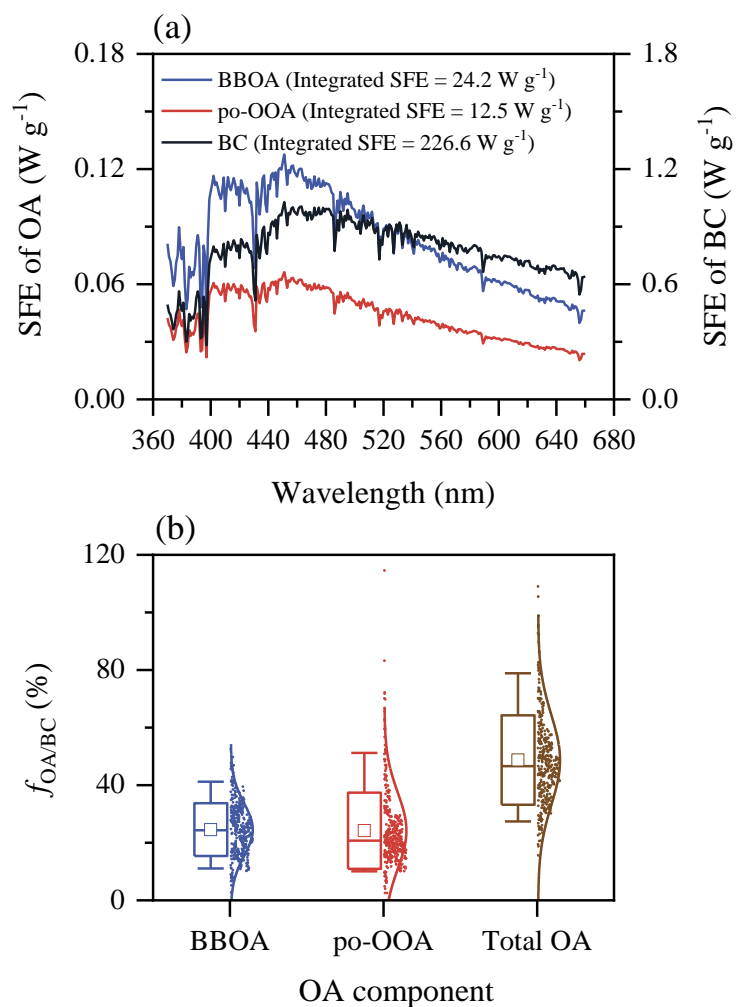 (a)
0.18
0.12
0.06
0.00
SFE of OA (W g⁻¹)
BBOA (Integrated SFE = 24.2 W g⁻¹)
po-OOA (Integrated SFE = 12.5 W g⁻¹)
BC (Integrated SFE = 226.6 W g⁻¹)
1.8
1.2
0.6
0.0
SFE of BC (W g⁻¹)
360 400 440 480 520 560 600 640 680
Wavelength (nm)
(b)
120
80
40
0
f OA/BC (%)
BBOA po-OOA Total OA
OA component